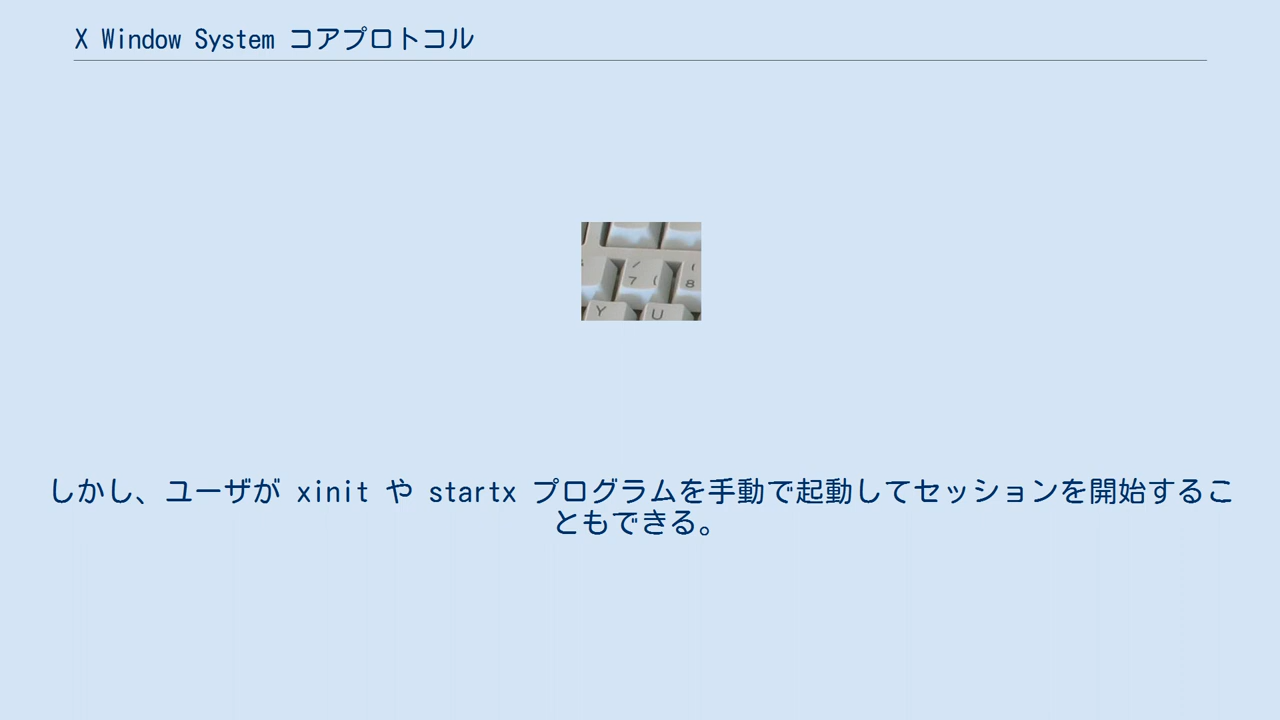 X Window System コアプロトコル
/
7 (
(
8
Y U
しかし、ユーザが xinit や startx プログラムを手動で起動してセッションを開始するこ
ともできる。